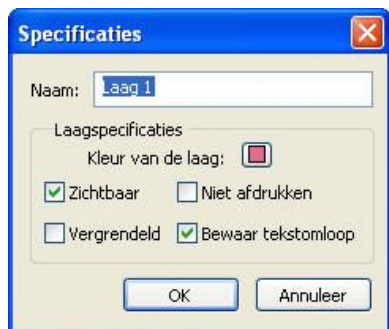 Specificaties
Naam: Laag 1
Laagspecificaties
Kleur van de laag:
Zichtbaar Niet afdrukken
Vergrendeld Bewaar tekstomloop
OK Annuleer